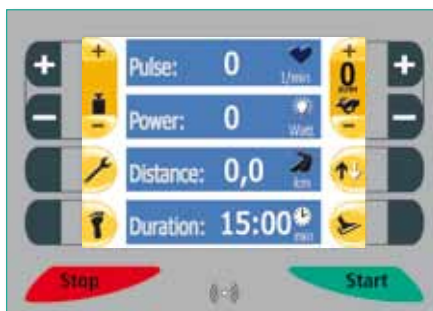 Pulse: 0 1/min
Power: 0 Watt
Distance: 0,0 km
Duration: 15:00 min
0
Stop
Start